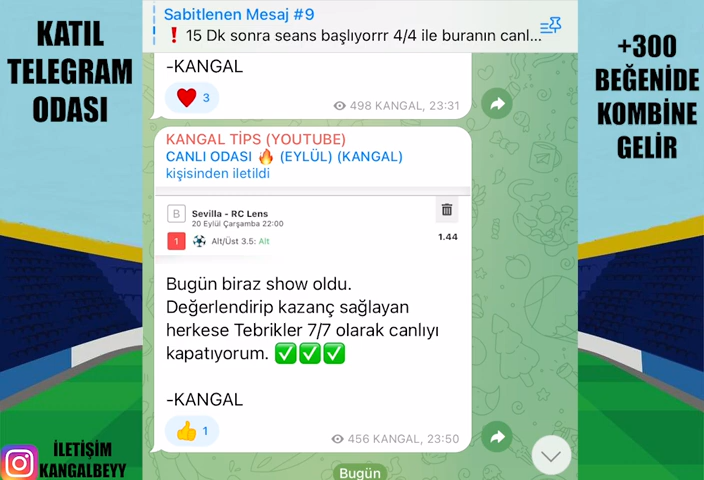 KATIL
TELEGRAM
ODASI
Sabitlenen Mesaj #9
❗ 15 Dk sonra seans başlıyorrr 4/4 ile buranın canl...
+300
BEĞENİDE
KOMBİNE
GELİR
-KANGAL
❤️ 3
498 KANGAL, 23:31
KANGAL TİPS (YOUTUBE)
CANLI ODASI 🔥 (EYLÜL) (KANGAL)
kişisinden iletildi
B Sevilla - RC Lens
20 Eylül Çarşamba 22:00
1 ⚽ Alt/Üst 3.5: Alt 1.44
Bugün biraz show oldu.
Değerlendirip kazanç sağlayan
herkese Tebrikler 7/7 olarak canlıyı
kapatıyorum. ✅✅✅
-KANGAL
👍 1
456 KANGAL, 23:50
Bugün
İLETİŞİM
KANGALBEYY